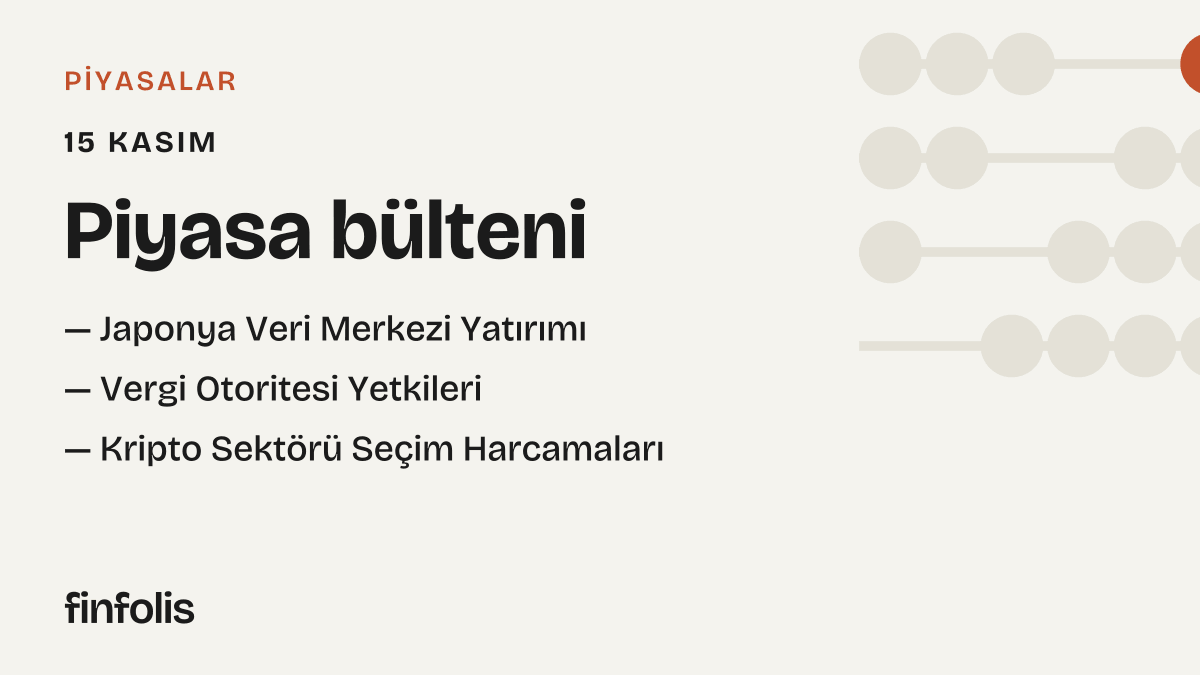 PİYASALAR
15 KASIM
Piyasa bülteni
— Japonya Veri Merkezi Yatırımı
— Vergi Otoritesi Yetkileri
— Kripto Sektörü Seçim Harcamaları
finfolis